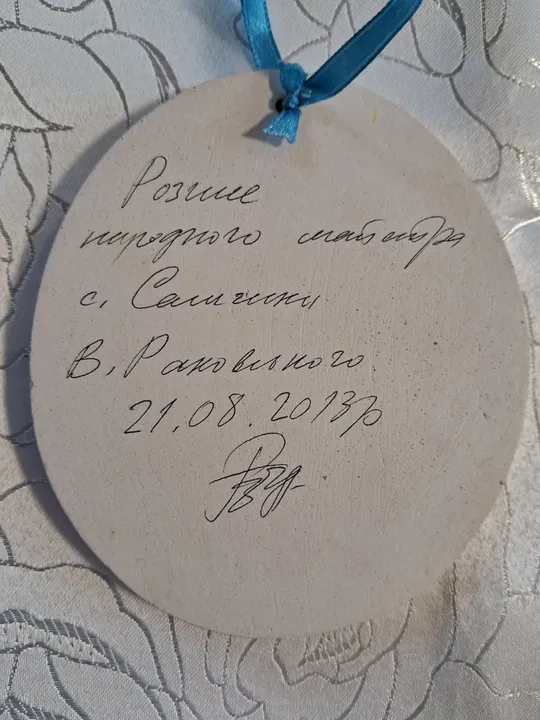 Розпис
народного майстра
с. Самчики
В. Раковського
21.08.2013р